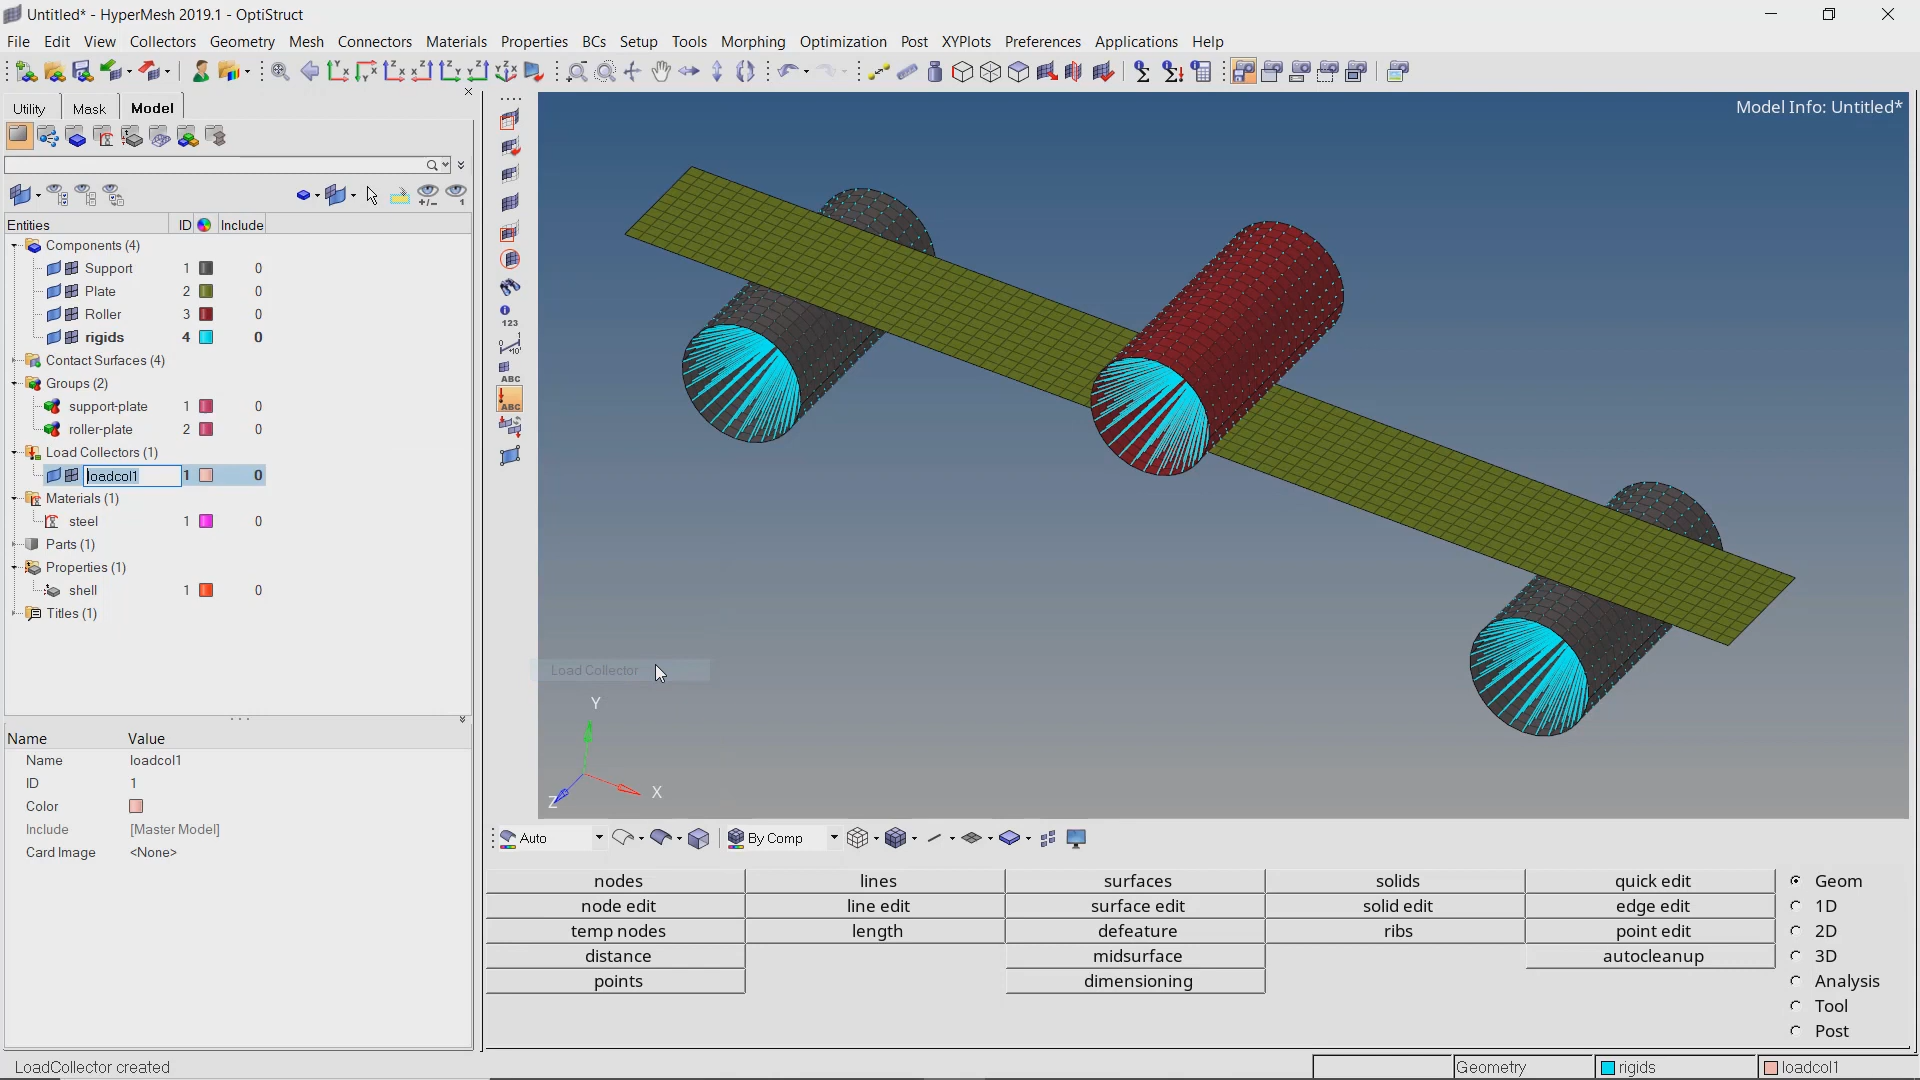 Untitled* - HyperMesh 2019.1 - OptiStruct
File Edit View Collectors Geometry Mesh Connectors Materials Properties BCs Setup Tools Morphing Optimization Post XYPlots Preferences Applications Help
Utility Mask Model
Model Info: Untitled*
Entities ID Include
Components (4)
Support 1 0
Plate 2 0
Roller 3 0
rigids 4 0
Contact Surfaces (4)
Groups (2)
support-plate 1 0
roller-plate 2 0
Load Collectors (1)
loadcol1 1 0
Materials (1)
steel 1 0
Parts (1)
Properties (1)
shell 1 0
Titles (1)
123
ABC
ABC
Load Collector
Y
X
Z
Name Value
Name loadcol1
ID 1
Color
Include [Master Model]
Card Image <None>
Auto By Comp
nodes lines surfaces solids quick edit Geom
node edit line edit surface edit solid edit edge edit 1D
temp nodes length defeature ribs point edit 2D
distance midsurface autocleanup 3D
points dimensioning Analysis
Tool
Post
LoadCollector created Geometry rigids loadcol1